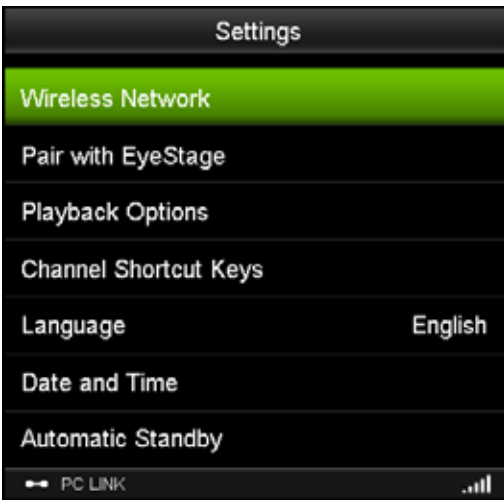 Settings
Wireless Network
Pair with EyeStage
Playback Options
Channel Shortcut Keys
Language English
Date and Time
Automatic Standby
PC LINK